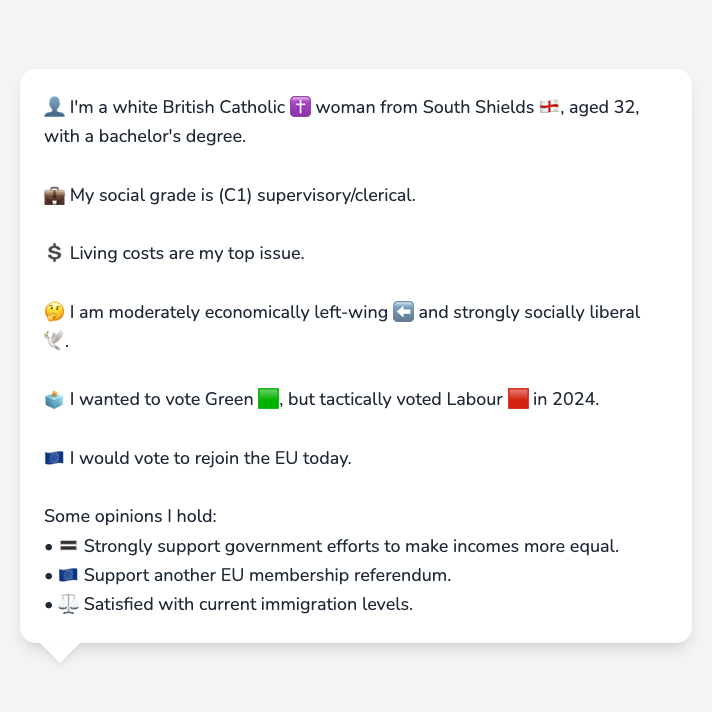 👤 I'm a white British Catholic ✝️ woman from South Shields 🏴󠁧󠁢󠁥󠁮󠁧󠁿, aged 32,
with a bachelor's degree.
💼 My social grade is (C1) supervisory/clerical.
💲 Living costs are my top issue.
🤔 I am moderately economically left-wing ⬅️ and strongly socially liberal
🕊️.
🗳️ I wanted to vote Green 🟩, but tactically voted Labour 🟥 in 2024.
🇪🇺 I would vote to rejoin the EU today.
Some opinions I hold:
• 🟰 Strongly support government efforts to make incomes more equal.
• 🇪🇺 Support another EU membership referendum.
• ⚖️ Satisfied with current immigration levels.